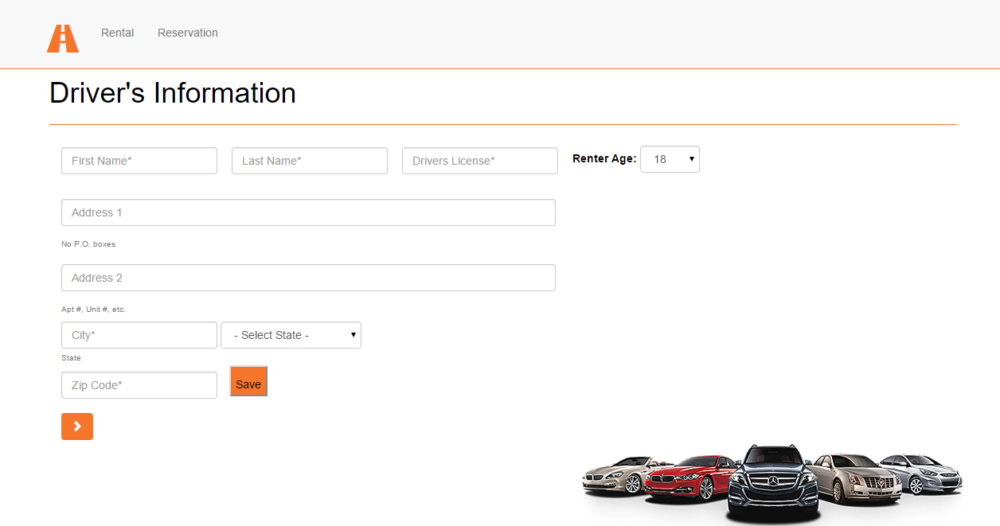 Rental Reservation
Driver's Information
First Name* Last Name* Drivers License* Renter Age: 18
Address 1
No P.O. boxes
Address 2
Apt #, Unit #, etc.
City* - Select State -
State
Zip Code* Save